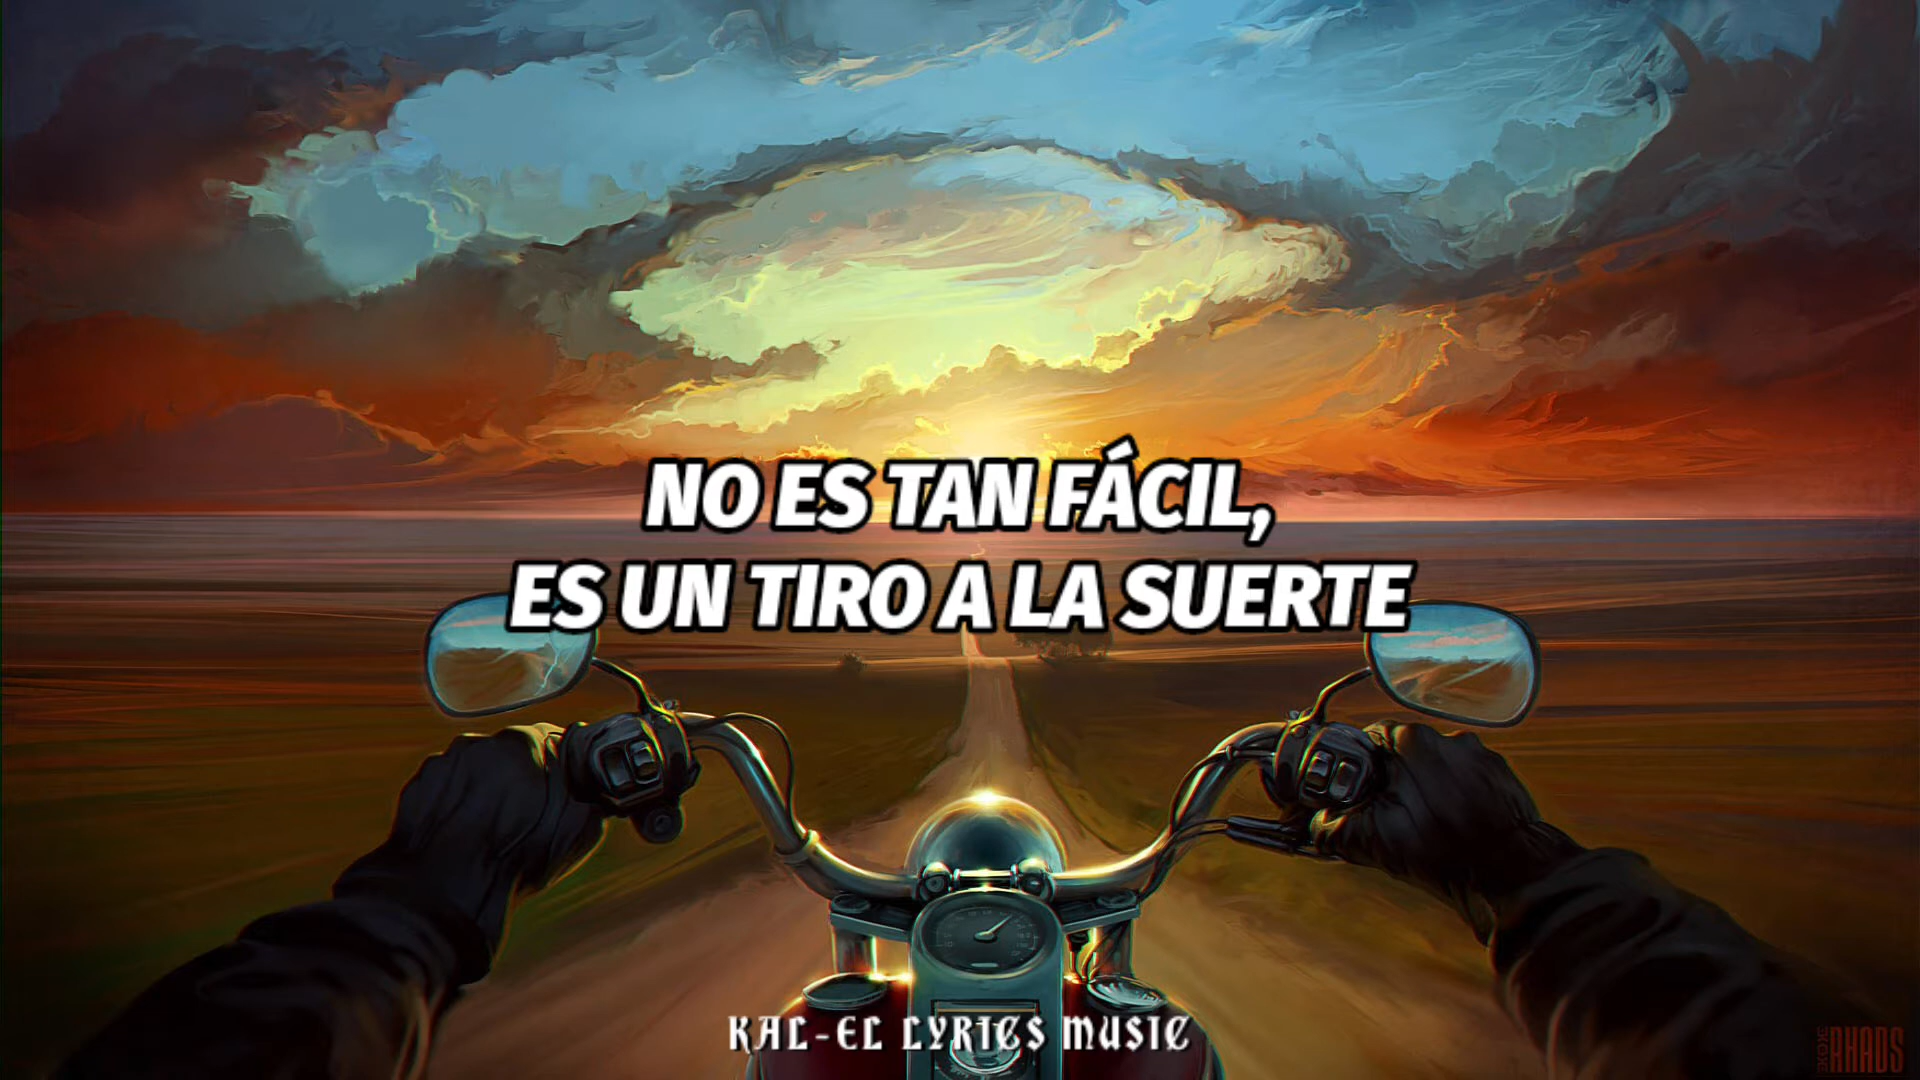 NO ES TAN FÁCIL,
ES UN TIRO A LA SUERTE
KAL-EL LYRICS MUSIC
RHADS